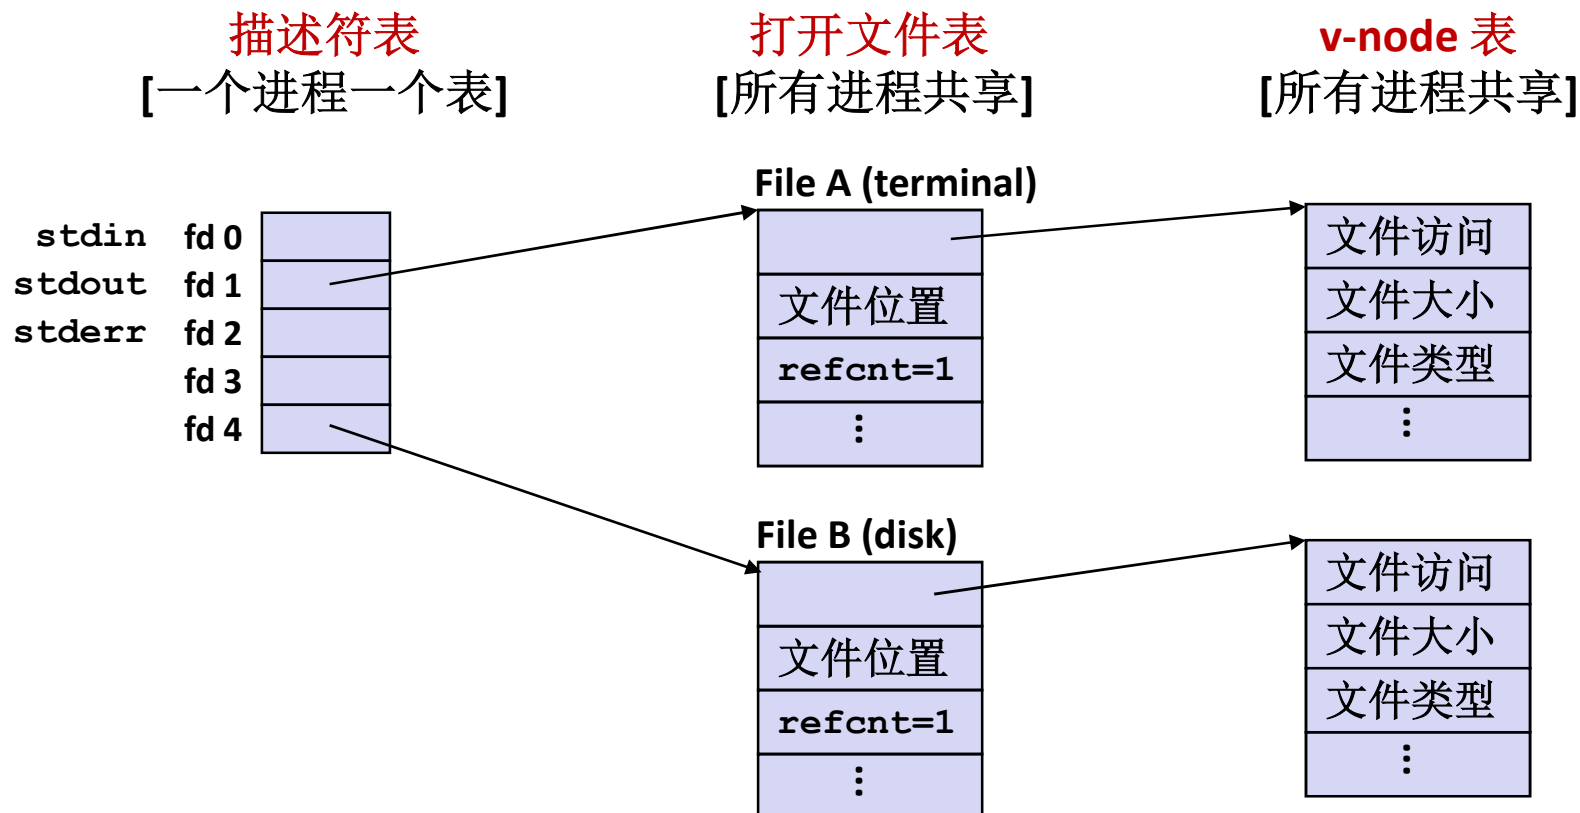 描述符表
[一个进程一个表]
打开文件表
[所有进程共享]
v-node 表
[所有进程共享]
stdin fd 0
stdout fd 1
stderr fd 2
fd 3
fd 4
File A (terminal)
文件位置
refcnt=1
⋮
文件访问
文件大小
文件类型
⋮
File B (disk)
文件位置
refcnt=1
⋮
文件访问
文件大小
文件类型
⋮